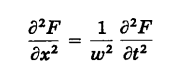 ∂²F/∂x² = 1/w² ∂²F/∂t²